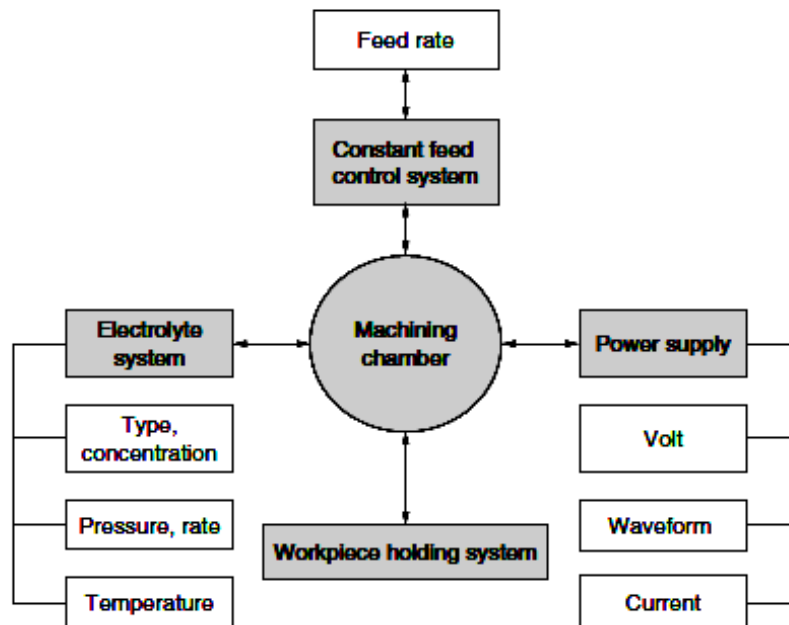 Feed rate
Constant feed
control system
Machining
chamber
Electrolyte
system
Type,
concentration
Pressure, rate
Temperature
Workpiece holding system
Power supply
Volt
Waveform
Current